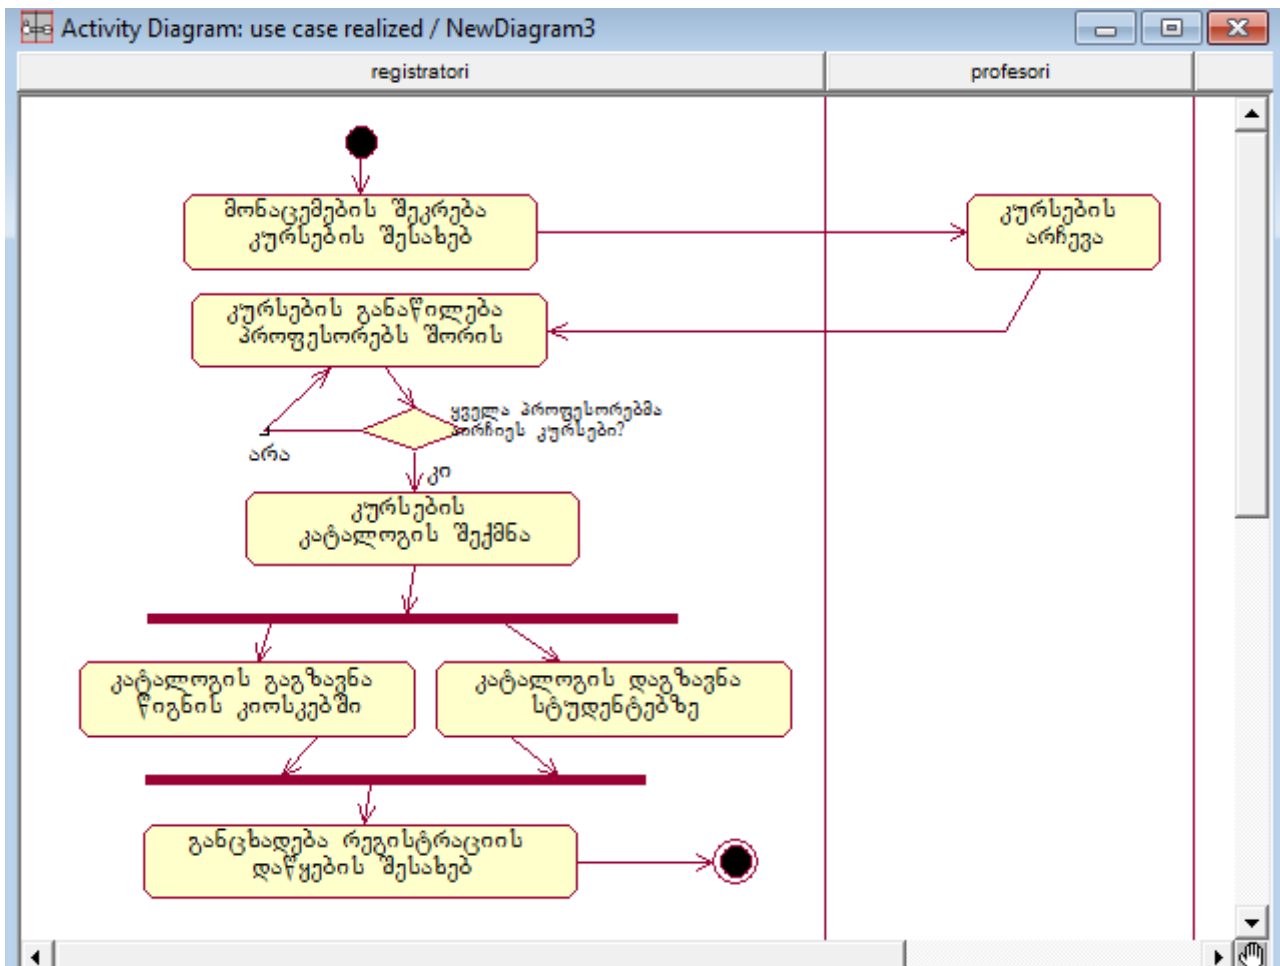 Activity Diagram: use case realized / NewDiagram3
registratori
profesori
მონაცემების შეკრება
კურსების შესახებ
კურსების
არჩევა
კურსების განაწილება
პროფესორებს შორის
ყველა პროფესორებმა
აირჩიეს კურსები?
არა
კი
კურსების
კატალოგის შექმნა
კატალოგის გაგზავნა
წიგნის კიოსკებში
კატალოგის დაგზავნა
სტუდენტებზე
განცხადება რეგისტრაციის
დაწყების შესახებ